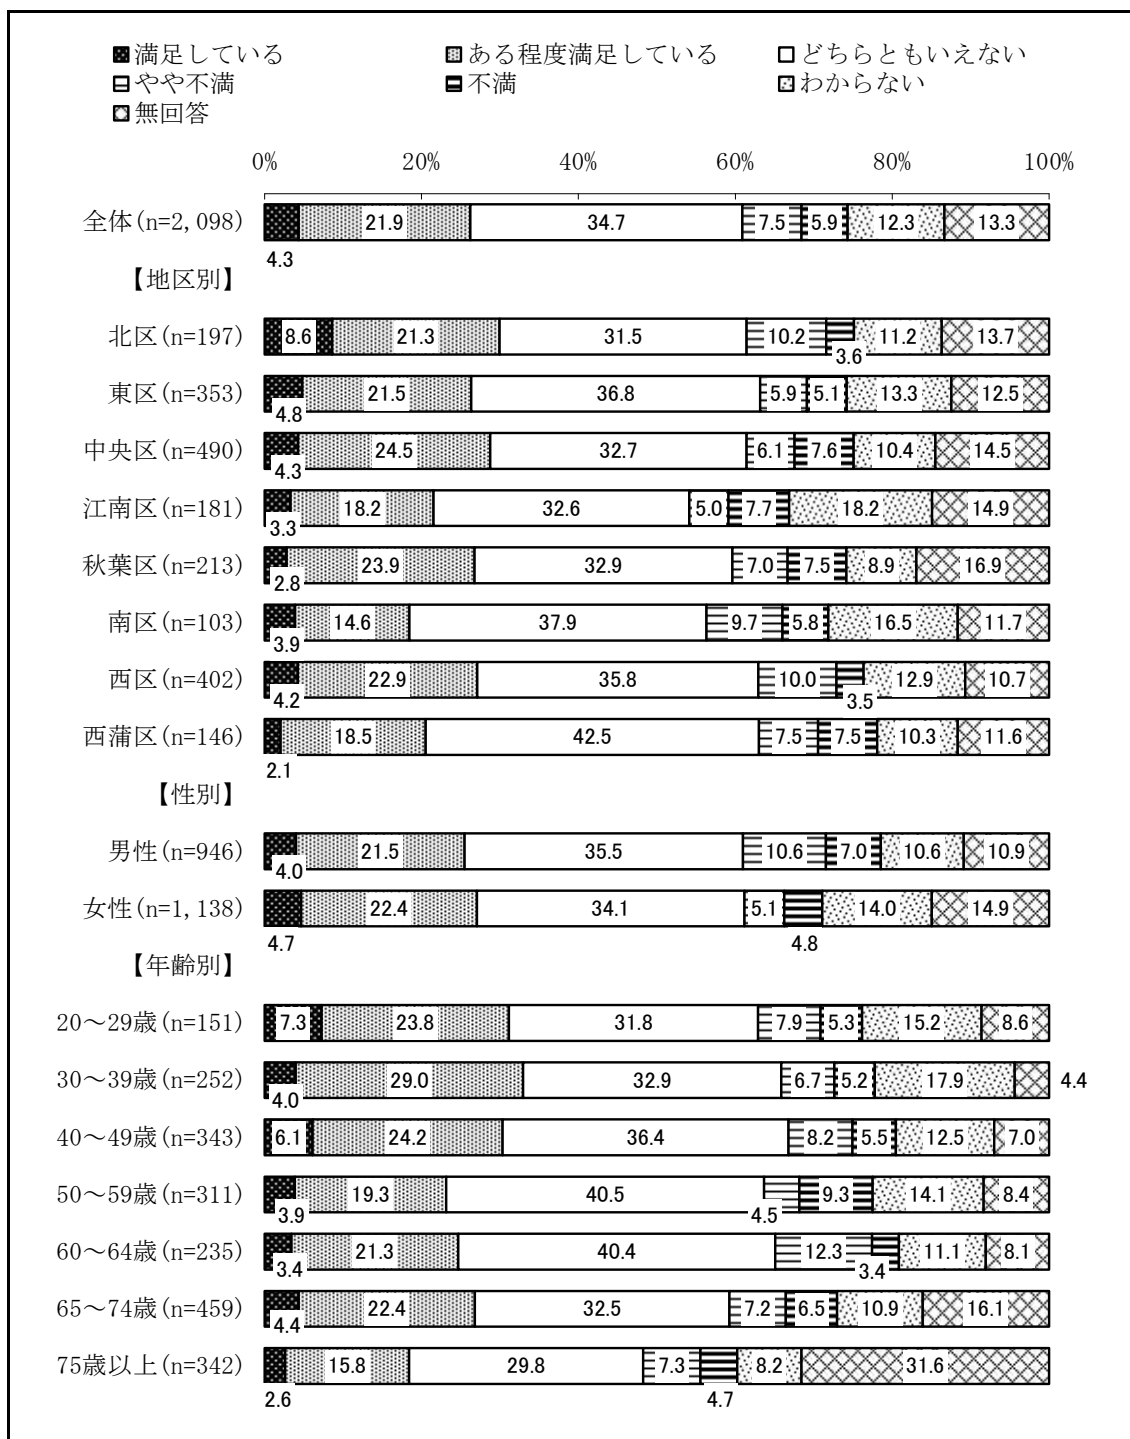 満足している ある程度満足している どちらともいえない
やや不満 不満 わからない
無回答
0% 20% 40% 60% 80% 100%
全体(n=2,098) 21.9 34.7 7.5 5.9 12.3 13.3
4.3
【地区別】
北区(n=197) 8.6 21.3 31.5 10.2 3.6 11.2 13.7
東区(n=353) 4.8 21.5 36.8 5.9 5.1 13.3 12.5
中央区(n=490) 4.3 24.5 32.7 6.1 7.6 10.4 14.5
江南区(n=181) 3.3 18.2 32.6 5.0 7.7 18.2 14.9
秋葉区(n=213) 2.8 23.9 32.9 7.0 7.5 8.9 16.9
南区(n=103) 3.9 14.6 37.9 9.7 5.8 16.5 11.7
西区(n=402) 4.2 22.9 35.8 10.0 3.5 12.9 10.7
西蒲区(n=146) 18.5 42.5 7.5 7.5 10.3 11.6
2.1
【性別】
男性(n=946) 4.0 21.5 35.5 10.6 7.0 10.6 10.9
女性(n=1,138) 22.4 34.1 5.1 14.0 14.9
4.7 4.8
【年齢別】
20～29歳(n=151) 7.3 23.8 31.8 7.9 5.3 15.2 8.6
30～39歳(n=252) 4.0 29.0 32.9 6.7 5.2 17.9 4.4
40～49歳(n=343) 6.1 24.2 36.4 8.2 5.5 12.5 7.0
50～59歳(n=311) 3.9 19.3 40.5 4.5 9.3 14.1 8.4
60～64歳(n=235) 3.4 21.3 40.4 12.3 3.4 11.1 8.1
65～74歳(n=459) 4.4 22.4 32.5 7.2 6.5 10.9 16.1
75歳以上(n=342) 15.8 29.8 7.3 8.2 31.6
2.6 4.7